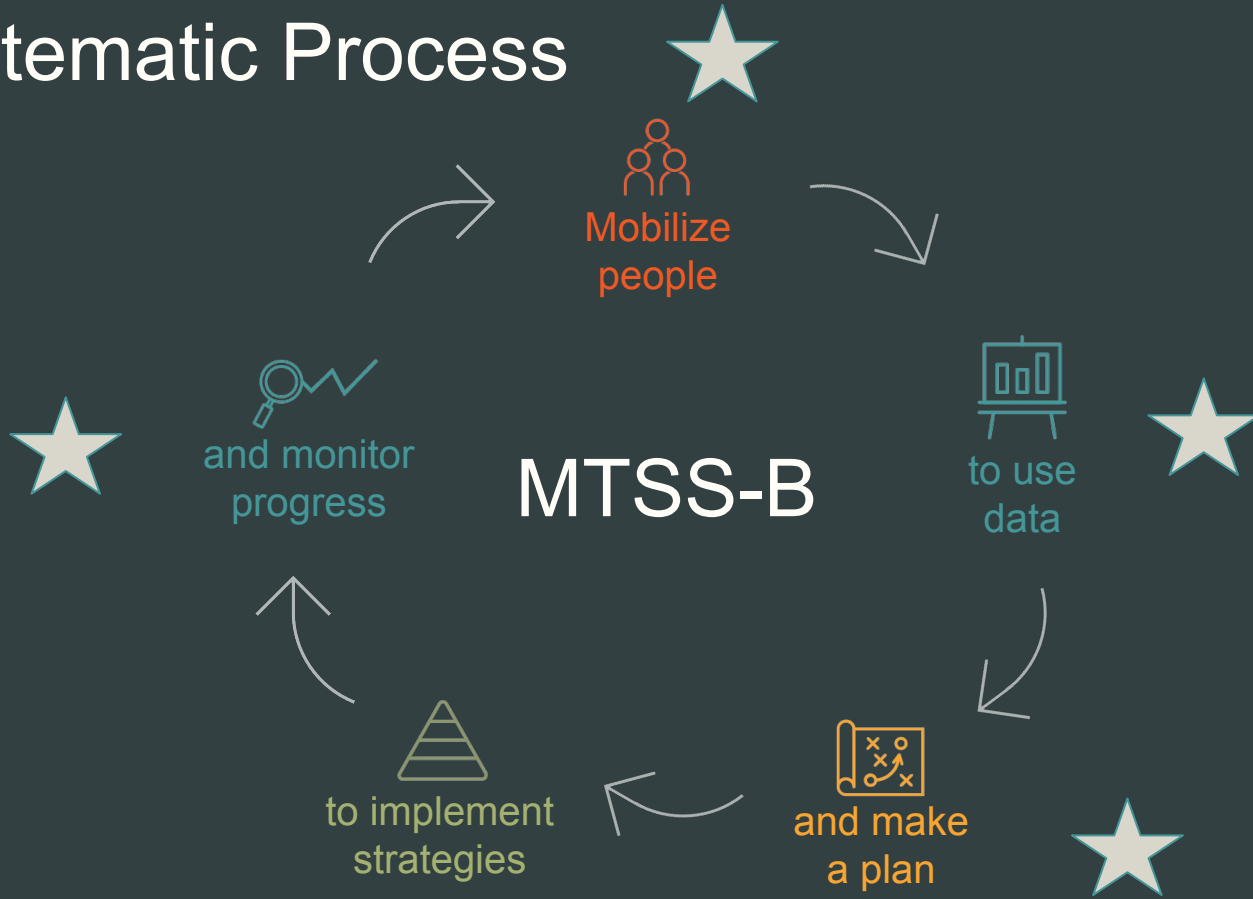 tematic Process
Mobilize
people
to use
data
and make
a plan
to implement
strategies
and monitor
progress
MTSS-B